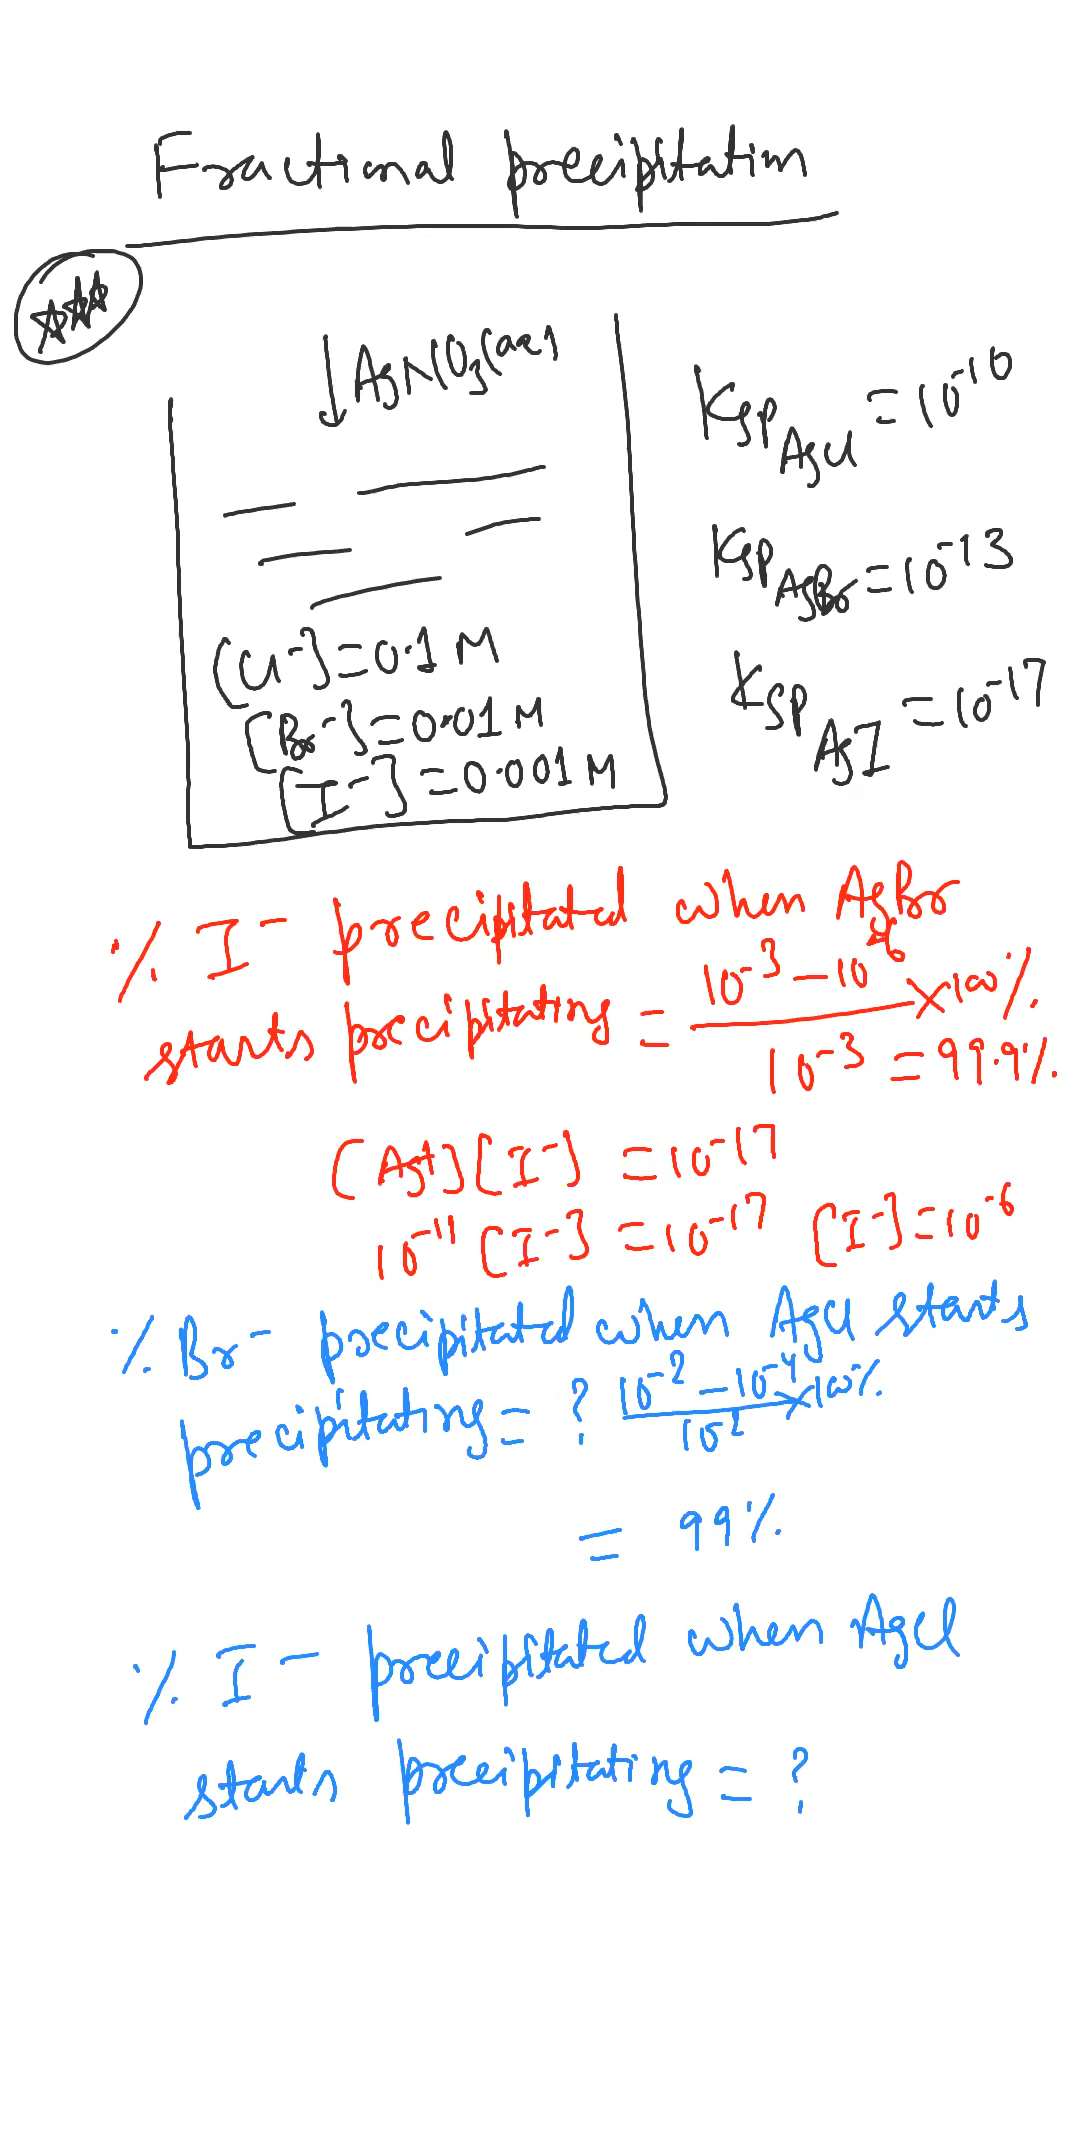 Fractional precipitation
↓AgNO3(aq)
KSP AgCl = 10^-10
KSP AgBr = 10^-13
KSP AgI = 10^-17
[Cl-]=0.1 M
[Br-]=0.01 M
[I-]=0.001 M
% I- precipitated when AgBr
starts precipitating = (10^-3 - 10^-6)/10^-3 × 100% = 99.9%.
[Ag+][I-] = 10^-17
10^-11 [I-] = 10^-17 [I-] = 10^-6
% Br- precipitated when AgCl starts
precipitating = ? (10^-2 - 10^-4)/10^-2 × 100%.
= 99%.
% I- precipitated when AgCl
starts precipitating = ?